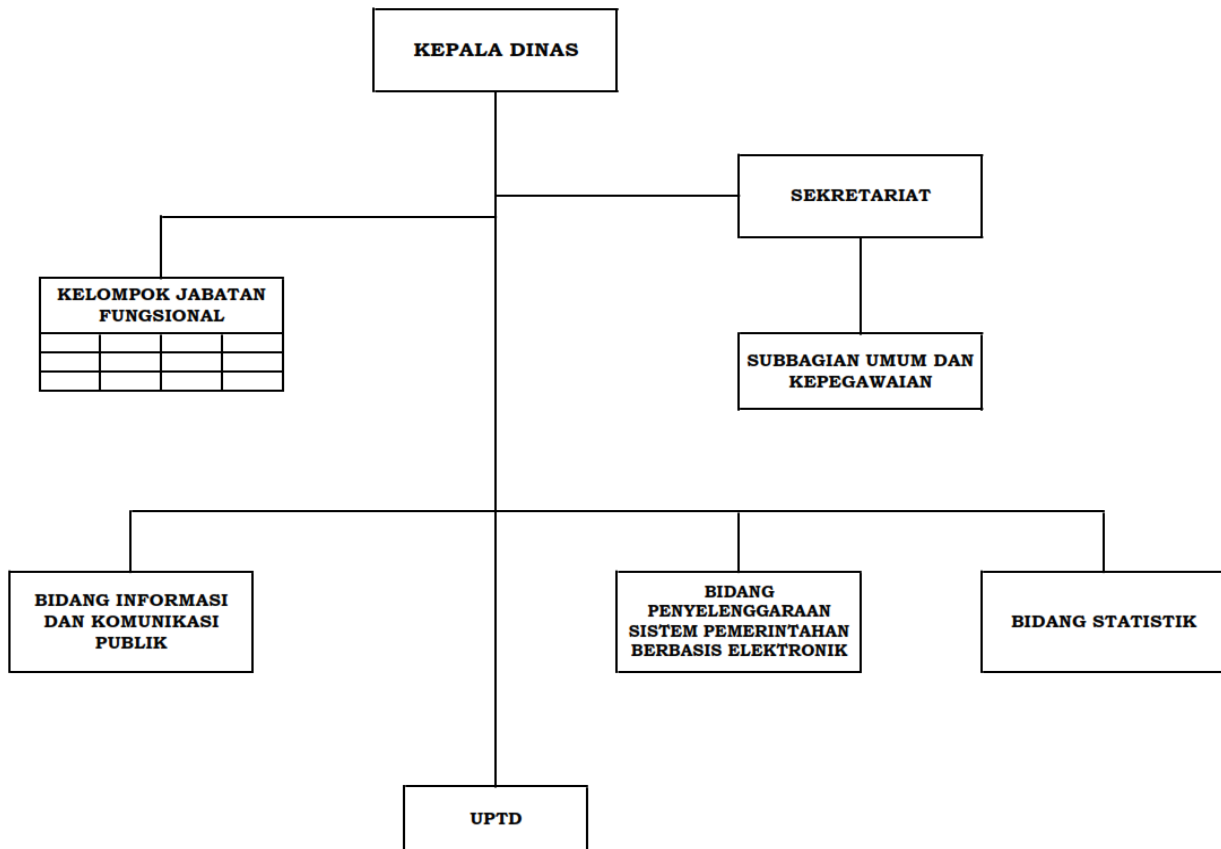 KEPALA DINAS
SEKRETARIAT
KELOMPOK JABATAN
FUNGSIONAL
SUBBAGIAN UMUM DAN
KEPEGAWAIAN
BIDANG INFORMASI
DAN KOMUNIKASI
PUBLIK
BIDANG
PENYELENGGARAAN
SISTEM PEMERINTAHAN
BERBASIS ELEKTRONIK
BIDANG STATISTIK
UPTD